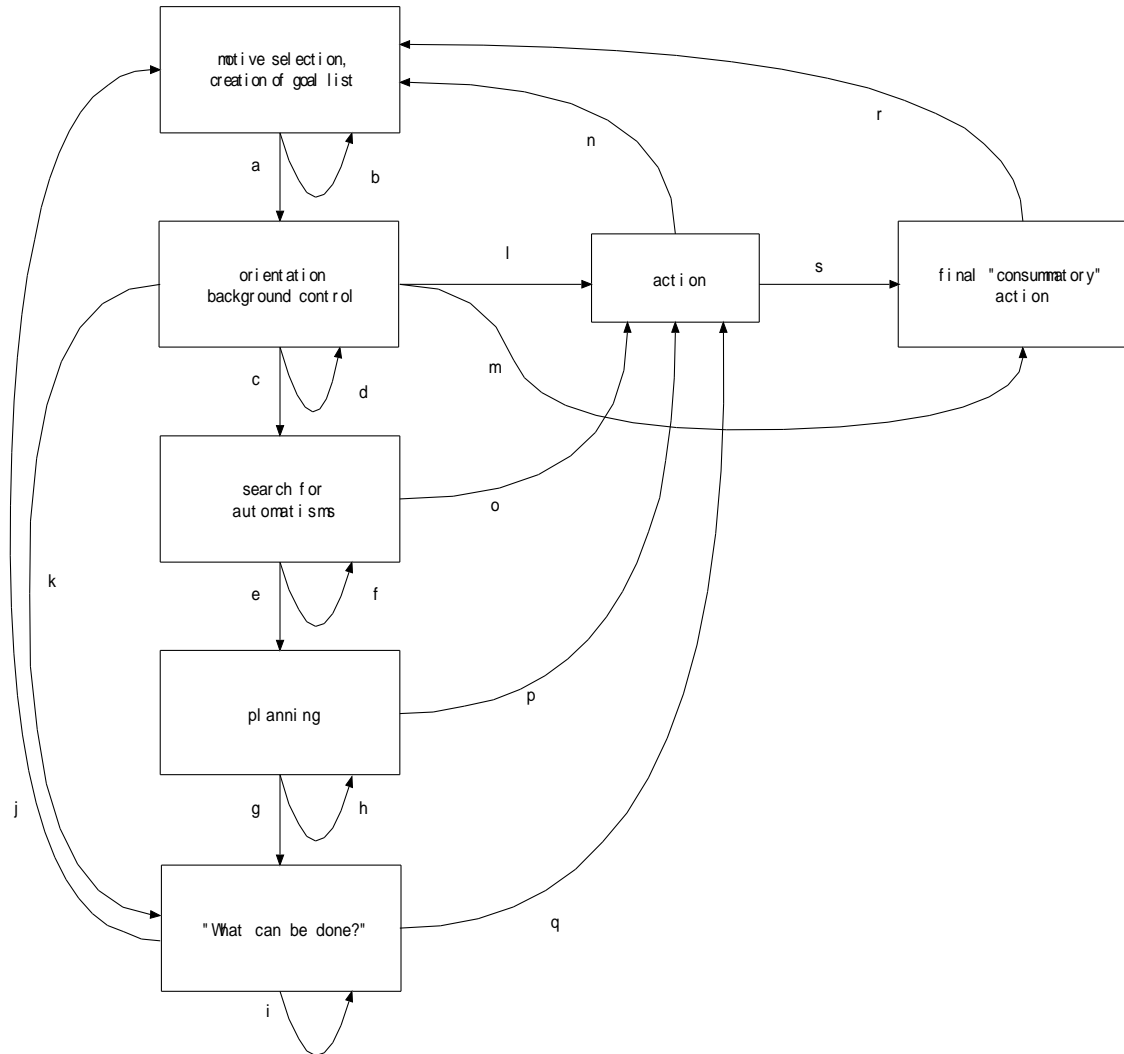 motive selection,
creation of goal list
r
n
a
b
orientation
background control
l
action
s
final "consummatory"
action
m
c
d
search for
automatisms
o
k
e
f
planning
p
j
g
h
"What can be done?"
q
i